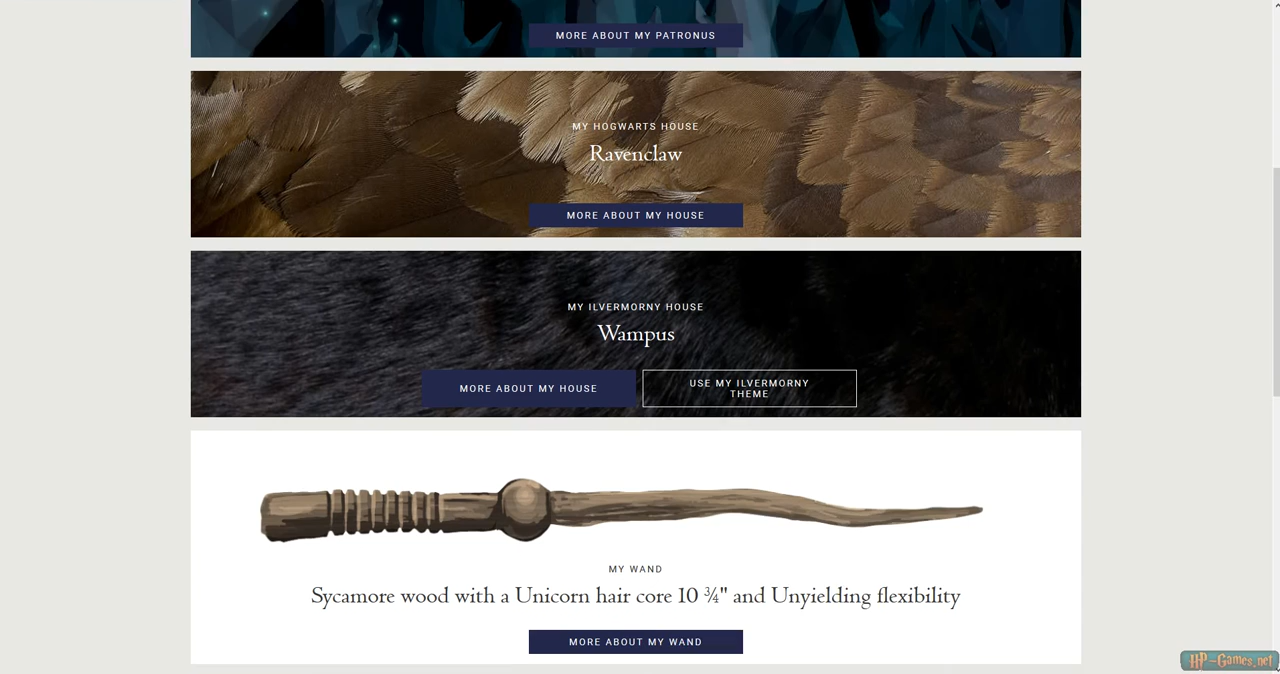 MORE ABOUT MY PATRONUS
MY HOGWARTS HOUSE
Ravenclaw
MORE ABOUT MY HOUSE
MY ILVERMORNY HOUSE
Wampus
MORE ABOUT MY HOUSE
USE MY ILVERMORNY
THEME
MY WAND
Sycamore wood with a Unicorn hair core 10 ¾" and Unyielding flexibility
MORE ABOUT MY WAND
HP-Games.net